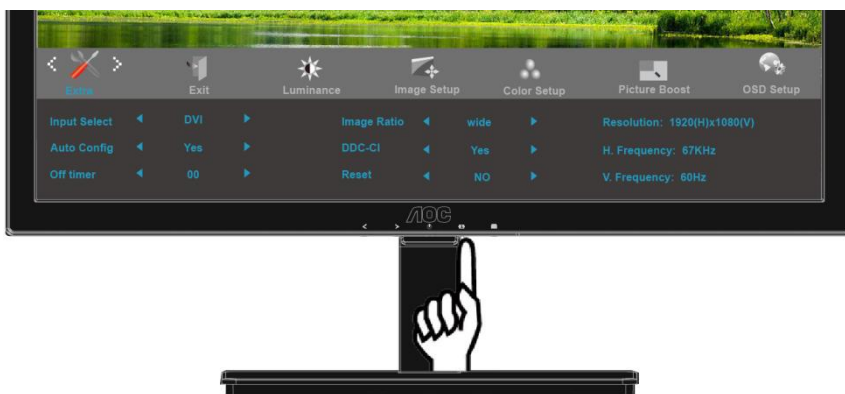 Extra Exit Luminance Image Setup Color Setup Picture Boost OSD Setup
Input Select DVI Image Ratio wide Resolution: 1920(H)x1080(V)
Auto Config Yes DDC-CI Yes H. Frequency: 67KHz
Off timer 00 Reset NO V. Frequency: 60Hz
AOC